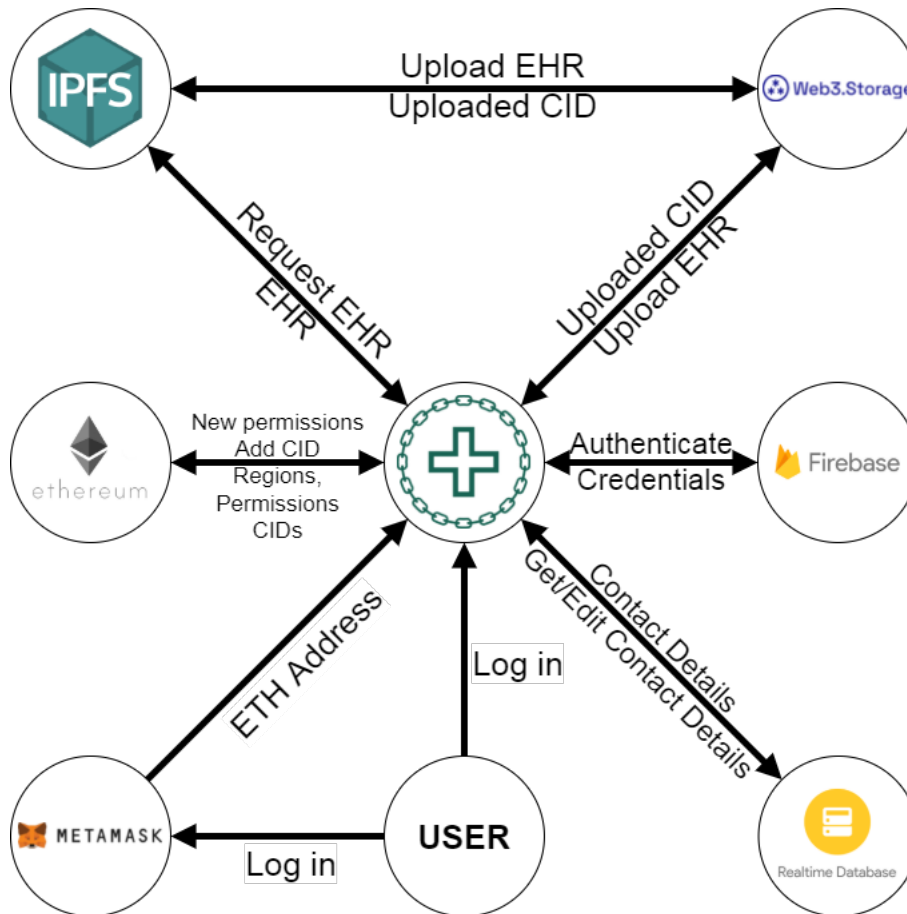 IPFS
Upload EHR
Uploaded CID
Web3.Storage
Request EHR
EHR
Uploaded CID
Upload EHR
ethereum
New permissions
Add CID
Regions,
Permissions
CIDs
Authenticate
Credentials
Firebase
ETH Address
Log in
Contact Details
Get/Edit Contact Details
METAMASK
Log in
USER
Realtime Database